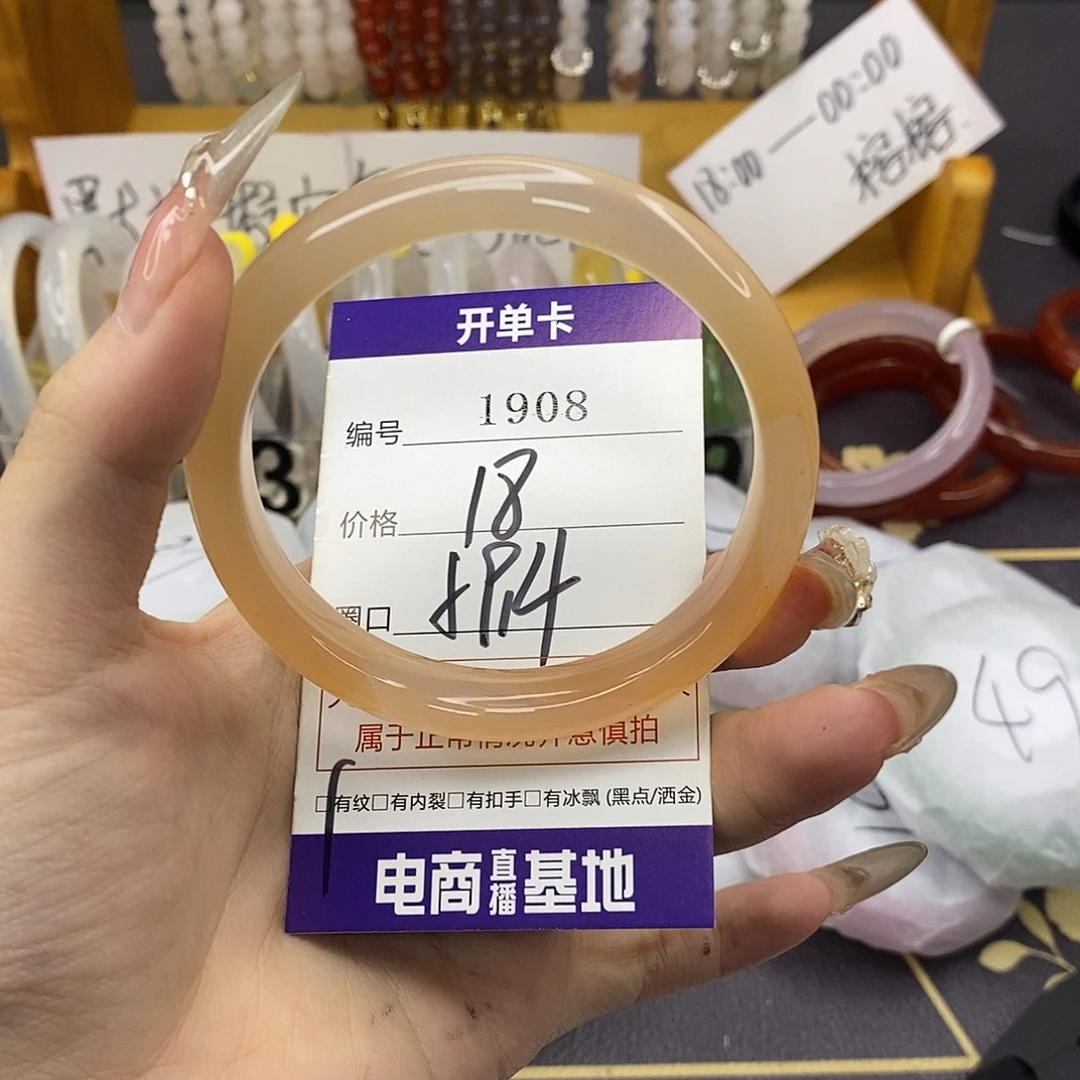 18:00 — 00:00
榕榕
开单卡
编号 1908
价格 18
圈口
属于正常情况介意慎拍
□有纹□有内裂□有扣手□有冰飘 (黑点/洒金)
电商直播基地
49